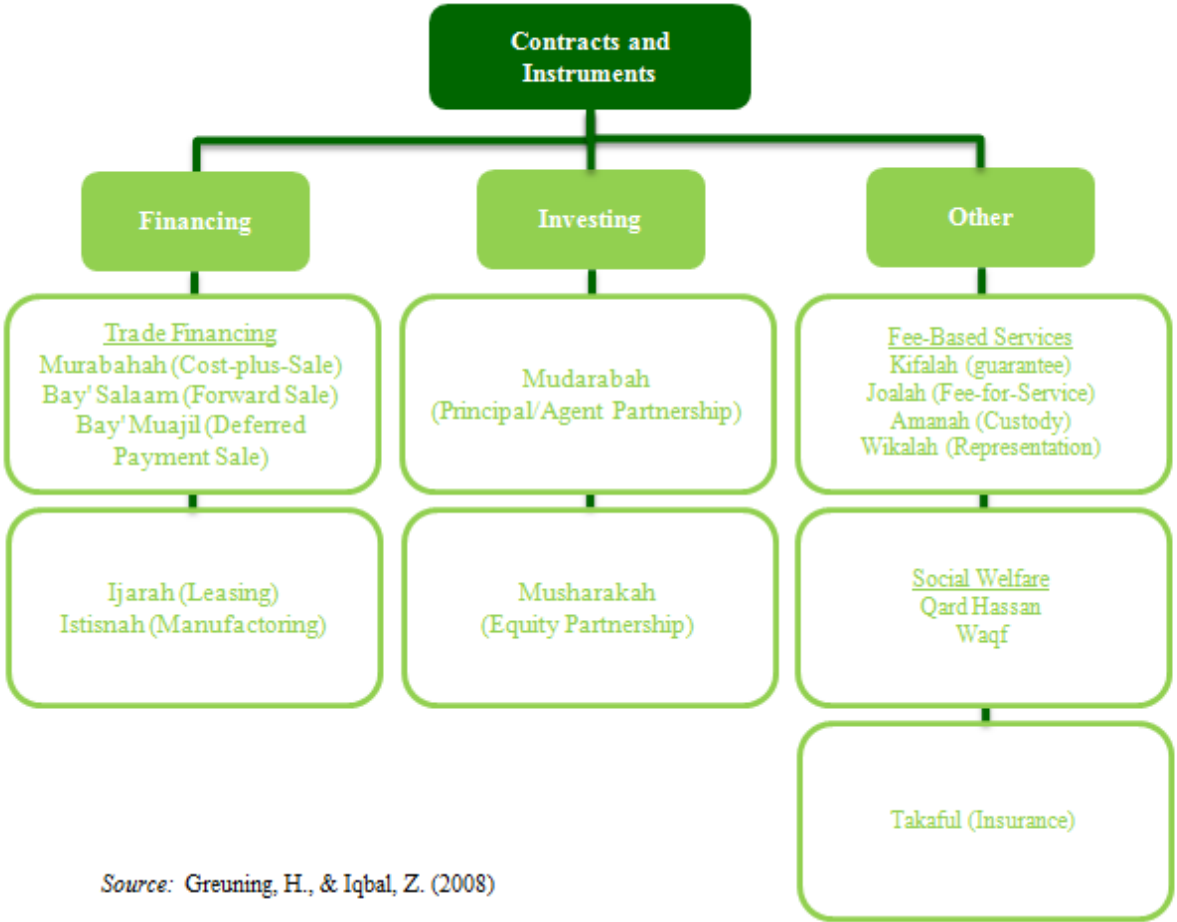 Contracts and
Instruments
Financing
Investing
Other
Trade Financing
Murabahah (Cost-plus-Sale)
Bay' Salaam (Forward Sale)
Bay' Muajil (Deferred
Payment Sale)
Mudarabah
(Principal/Agent Partnership)
Fee-Based Services
Kifalah (guarantee)
Joalah (Fee-for-Service)
Amanah (Custody)
Wikalah (Representation)
Ijarah (Leasing)
Istisnah (Manufactoring)
Musharakah
(Equity Partnership)
Social Welfare
Qard Hassan
Waqf
Takaful (Insurance)
Source: Greuning, H., & Iqbal, Z. (2008)